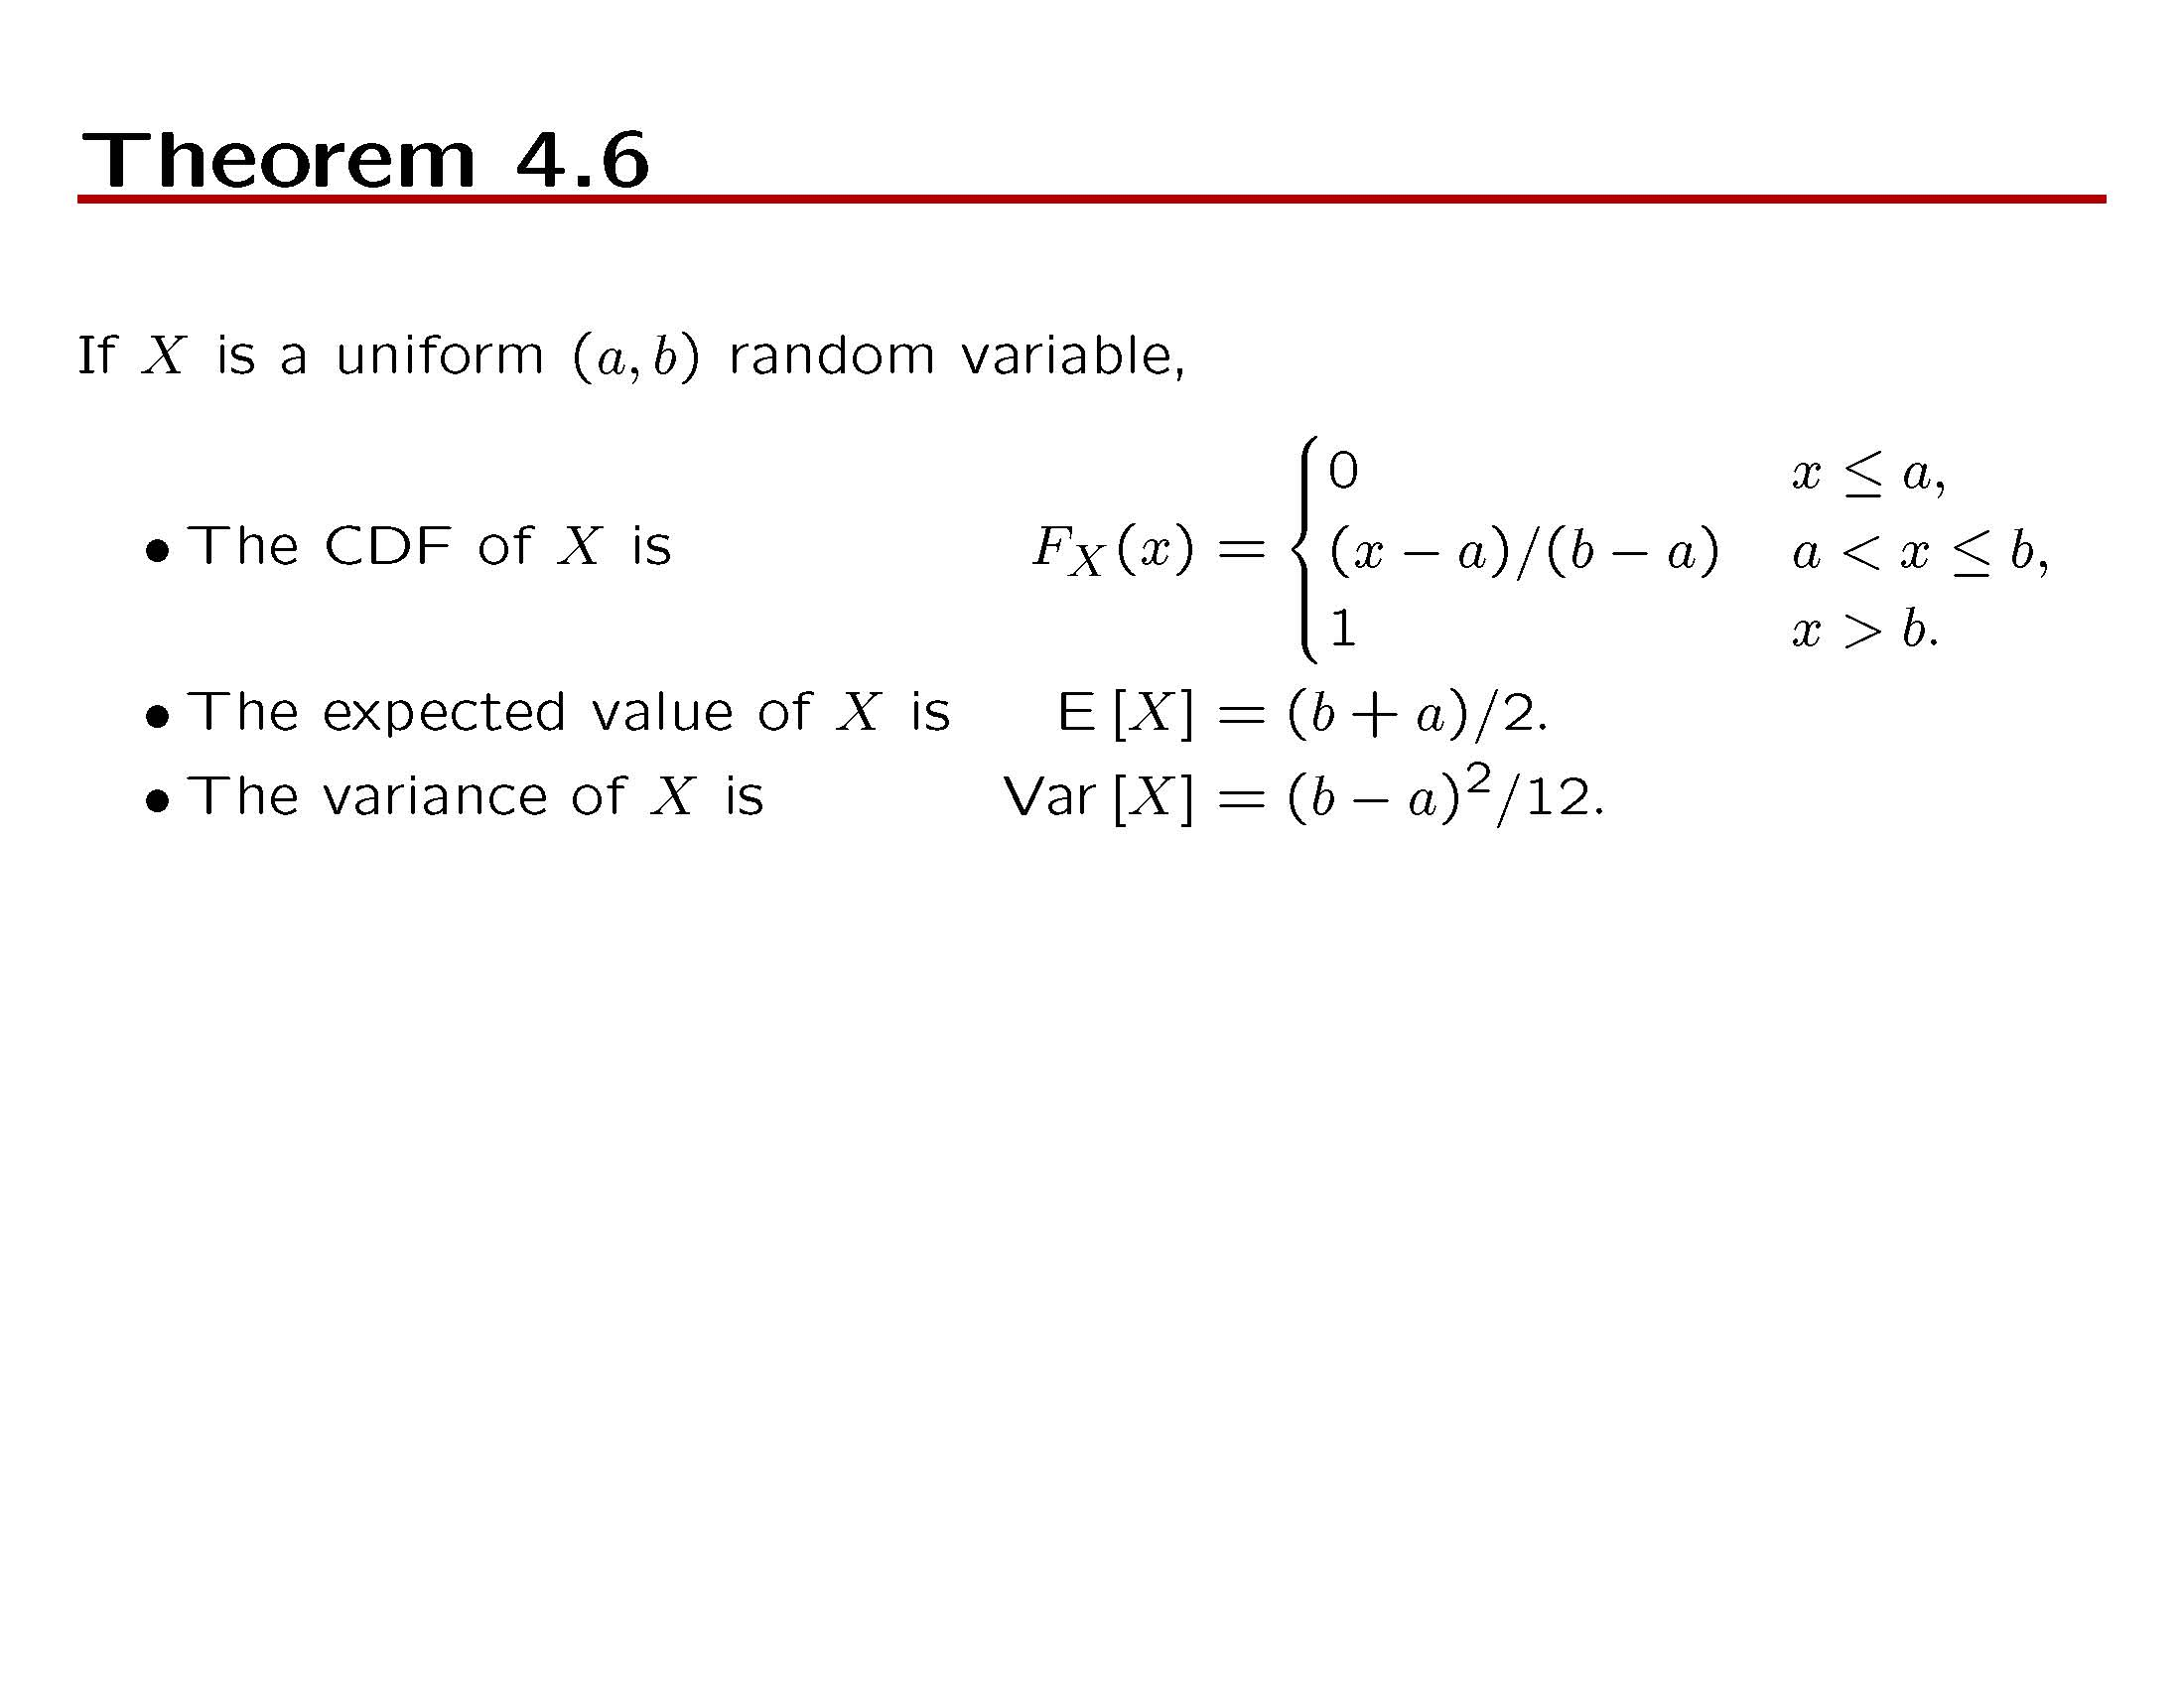 Theorem 4.6
If X is a uniform (a, b) random variable,
• The CDF of X is F_X(x) = { 0 x ≤ a,
(x − a)/(b − a) a < x ≤ b,
1 x > b.
• The expected value of X is E [X] = (b + a)/2.
• The variance of X is Var [X] = (b − a)²/12.